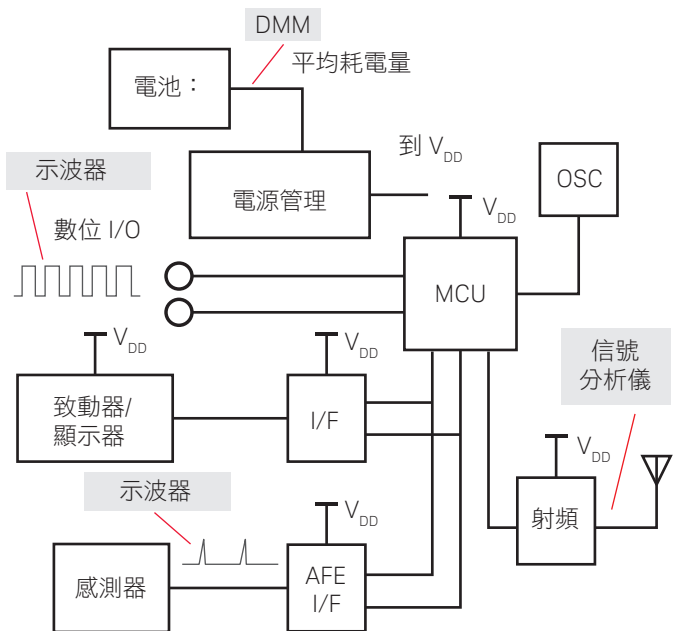 DMM
平均耗電量
電池：
到 VDD
示波器
電源管理
OSC
VDD
數位 I/O
MCU
VDD
VDD
信號
分析儀
致動器/
顯示器
I/F
VDD
示波器
VDD
射頻
感測器
AFE
I/F